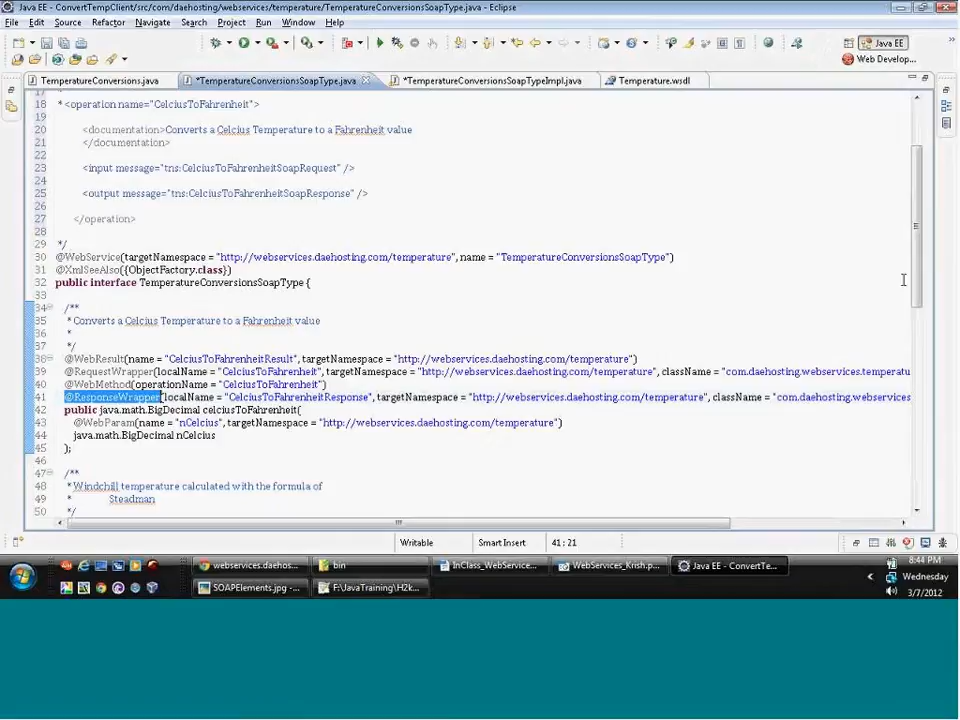 Java EE - ConvertTempClient/src/com/daehosting/webservices/temperature/TemperatureConversionsSoapType.java - Eclipse
File Edit Source Refactor Navigate Search Project Run Window Help
Java EE
Web Develop...
TemperatureConversions.java *TemperatureConversionsSoapType.java *TemperatureConversionsSoapTypeImpl.java Temperature.wsdl
17 *
18 *<operation name="CelciusToFahrenheit">
19
20 <documentation>Converts a Celcius Temperature to a Fahrenheit value
21 </documentation>
22
23 <input message="tns:CelciusToFahrenheitSoapRequest" />
24
25 <output message="tns:CelciusToFahrenheitSoapResponse" />
26
27 </operation>
28
29 */
30 @WebService(targetNamespace = "http://webservices.daehosting.com/temperature", name = "TemperatureConversionsSoapType")
31 @XmlSeeAlso({ObjectFactory.class})
32 public interface TemperatureConversionsSoapType {
33
34 /**
35 * Converts a Celcius Temperature to a Fahrenheit value
36 *
37 */
38 @WebResult(name = "CelciusToFahrenheitResult", targetNamespace = "http://webservices.daehosting.com/temperature")
39 @RequestWrapper(localName = "CelciusToFahrenheit", targetNamespace = "http://webservices.daehosting.com/temperature", className = "com.daehosting.webservices.temperatu
40 @WebMethod(operationName = "CelciusToFahrenheit")
41 @ResponseWrapper(localName = "CelciusToFahrenheitResponse", targetNamespace = "http://webservices.daehosting.com/temperature", className = "com.daehosting.webservices
42 public java.math.BigDecimal celciusToFahrenheit(
43 @WebParam(name = "nCelcius", targetNamespace = "http://webservices.daehosting.com/temperature")
44 java.math.BigDecimal nCelcius
45 );
46
47 /**
48 * Windchill temperature calculated with the formula of
49 * Steadman
50 */
Writable Smart Insert 41 : 21
webservices.daehos... bin InClass_WebService... WebServices_Krish.p... Java EE - ConvertTe... 8:44 PM
SOAPElements.jpg -... F:\JavaTraining\H2k... Wednesday
3/7/2012